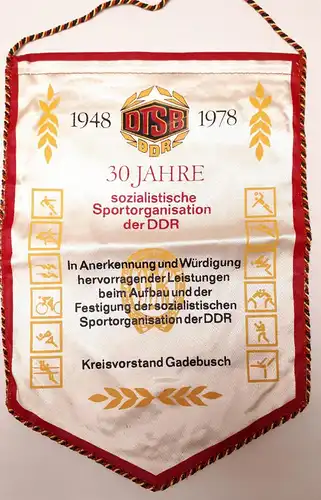 1948 DTSB 1978
DDR
30 JAHRE
sozialistische
Sportorganisation
der DDR
In Anerkennung und Würdigung
hervorragender Leistungen
beim Aufbau und der
Festigung der sozialistischen
Sportorganisation der DDR
Kreisvorstand Gadebusch